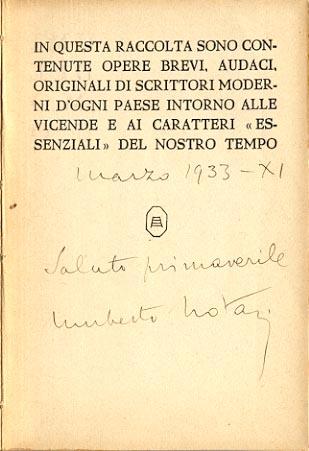 IN QUESTA RACCOLTA SONO CON-
TENUTE OPERE BREVI, AUDACI,
ORIGINALI DI SCRITTORI MODER-
NI D'OGNI PAESE INTORNO ALLE
VICENDE E AI CARATTERI «ES-
SENZIALI» DEL NOSTRO TEMPO
Marzo 1933-XI
Saluto primaverile
Umberto Notari